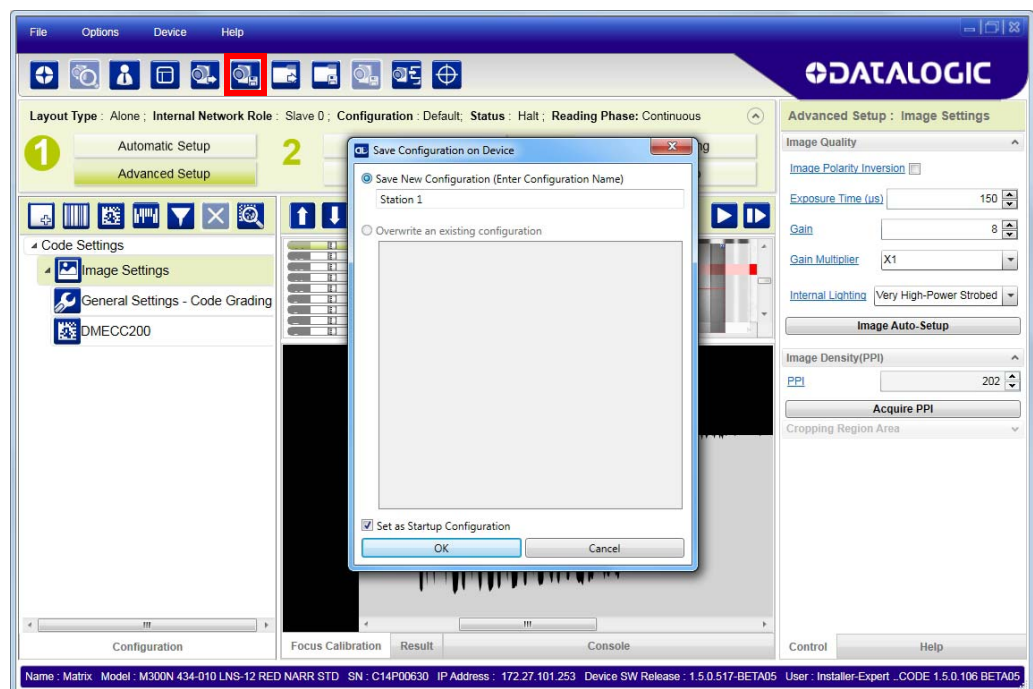 File Options Device Help
DATALOGIC
Layout Type : Alone ; Internal Network Role : Slave 0 ; Configuration : Default; Status : Halt ; Reading Phase: Continuous
1
Automatic Setup
Advanced Setup
2
Save Configuration on Device
Save New Configuration (Enter Configuration Name)
Station 1
Overwrite an existing configuration
Set as Startup Configuration
OK Cancel
Code Settings
Image Settings
General Settings - Code Grading
DMECC200
Configuration
Focus Calibration Result Console
Advanced Setup : Image Settings
Image Quality
Image Polarity Inversion
Exposure Time (µs) 150
Gain 8
Gain Multiplier X1
Internal Lighting Very High-Power Strobed
Image Auto-Setup
Image Density(PPI)
PPI 202
Acquire PPI
Cropping Region Area
Control Help
Name : Matrix Model : M300N 434-010 LNS-12 RED NARR STD SN : C14P00630 IP Address : 172.27.101.253 Device SW Release : 1.5.0.517-BETA05 User : Installer-Expert ..CODE 1.5.0.106 BETA05